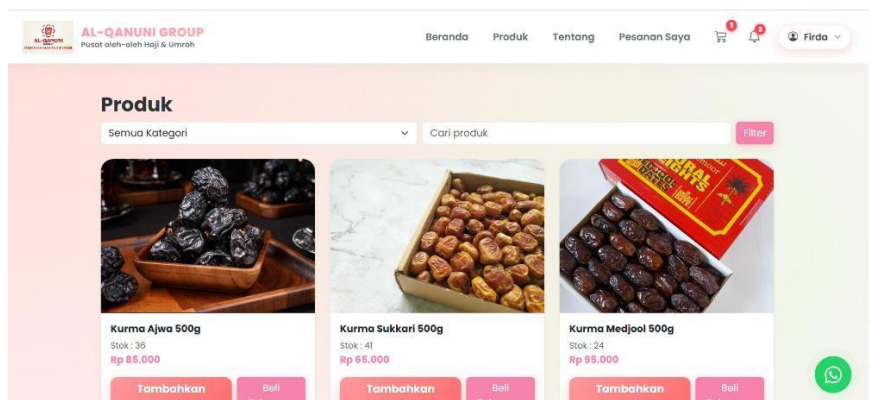 AL-QANUNI
AL-QANUNI GROUP
Pusat oleh-oleh Haji & Umroh
Beranda
Produk
Tentang
Pesanan Saya
Firda
Produk
Semua Kategori
Cari produk
Filter
Kurma Ajwa 500g
Stok : 36
Rp 85.000
Tambahkan
Beli
Kurma Sukkari 500g
Stok : 41
Rp 65.000
Tambahkan
Beli
Kurma Medjool 500g
Stok : 24
Rp 95.000
Tambahkan
Beli